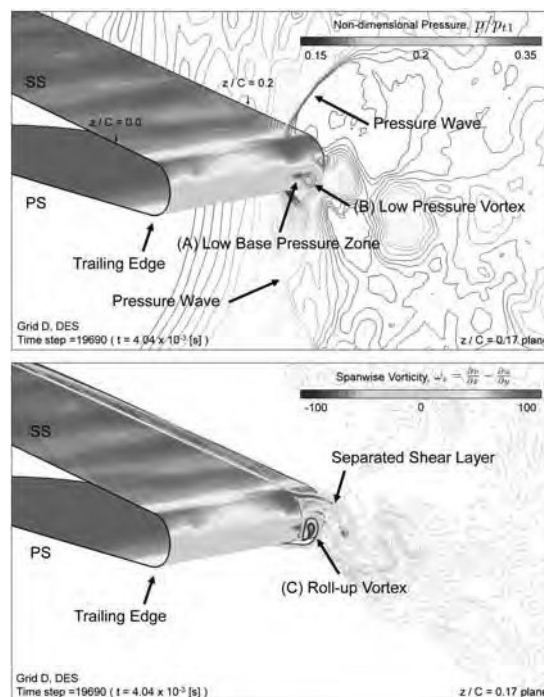 Non-dimensional Pressure, p/p_{t1}
0.15 0.2 0.35
SS
z / C = 0.2
z / C = 0.0
Pressure Wave
PS
(B) Low Pressure Vortex
(A) Low Base Pressure Zone
Trailing Edge
Pressure Wave
Grid D, DES
Time step =19690 ( t = 4.04 x 10⁻³ [s] )
z / C = 0.17 plane
Spanwise Vorticity, ω_z = ∂v/∂x − ∂u/∂y
-100 0 100
SS
Separated Shear Layer
PS
(C) Roll-up Vortex
Trailing Edge
Grid D, DES
Time step =19690 ( t = 4.04 x 10⁻³ [s] )
z / C = 0.17 plane